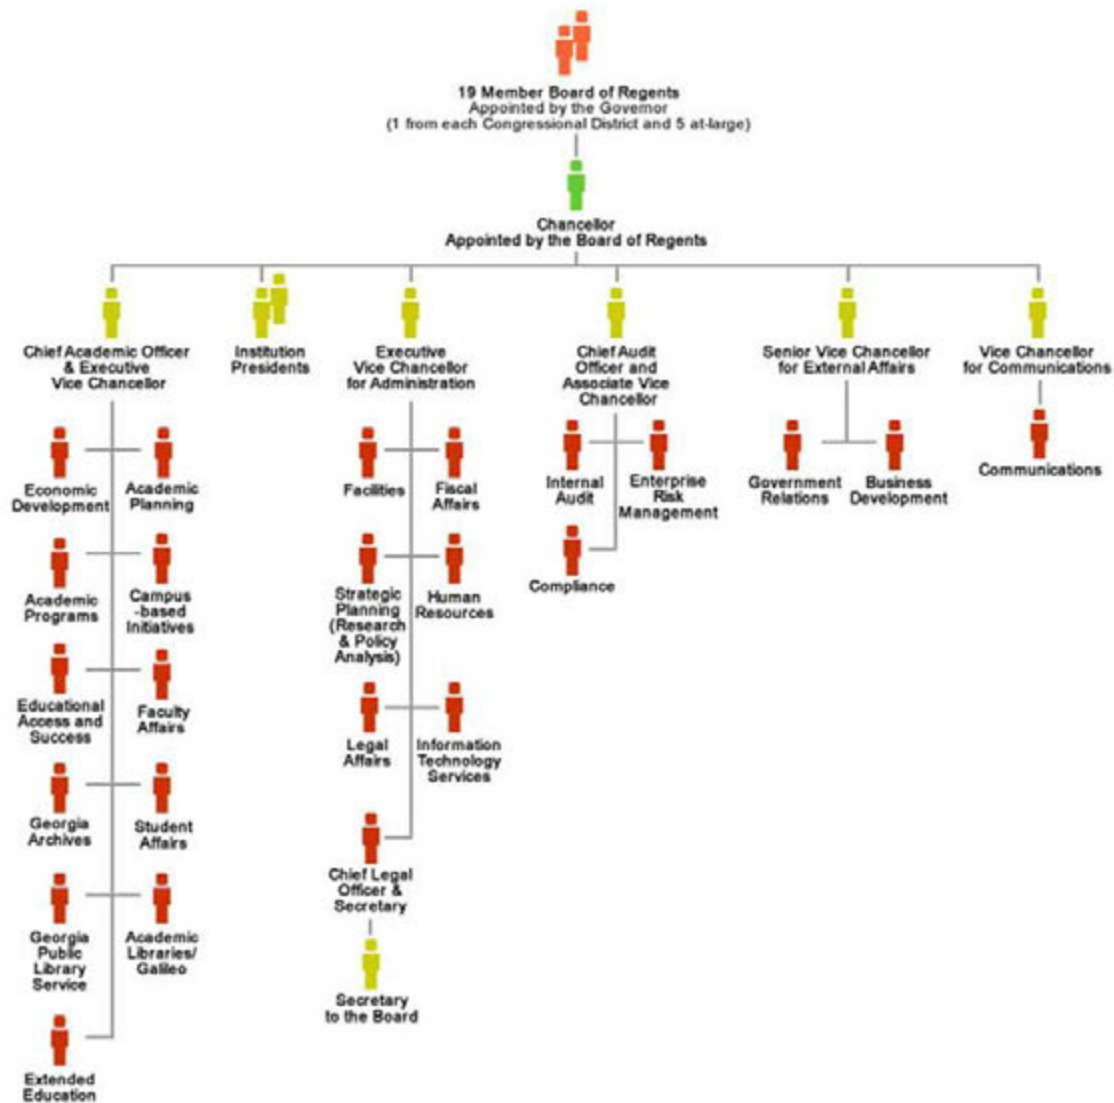 19 Member Board of Regents
Appointed by the Governor
(1 from each Congressional District and 5 at-large)
Chancellor
Appointed by the Board of Regents
Chief Academic Officer
& Executive
Vice Chancellor
Institution
Presidents
Executive
Vice Chancellor
for Administration
Chief Audit
Officer and
Associate Vice
Chancellor
Senior Vice Chancellor
for External Affairs
Vice Chancellor
for Communications
Economic
Development
Academic
Planning
Academic
Programs
Campus
-based
Initiatives
Educational
Access and
Success
Faculty
Affairs
Georgia
Archives
Student
Affairs
Georgia
Public
Library
Service
Academic
Libraries/
Galileo
Extended
Education
Facilities
Fiscal
Affairs
Strategic
Planning
(Research
& Policy
Analysis)
Human
Resources
Legal
Affairs
Information
Technology
Services
Chief Legal
Officer &
Secretary
Secretary
to the Board
Internal
Audit
Enterprise
Risk
Management
Compliance
Government
Relations
Business
Development
Communications